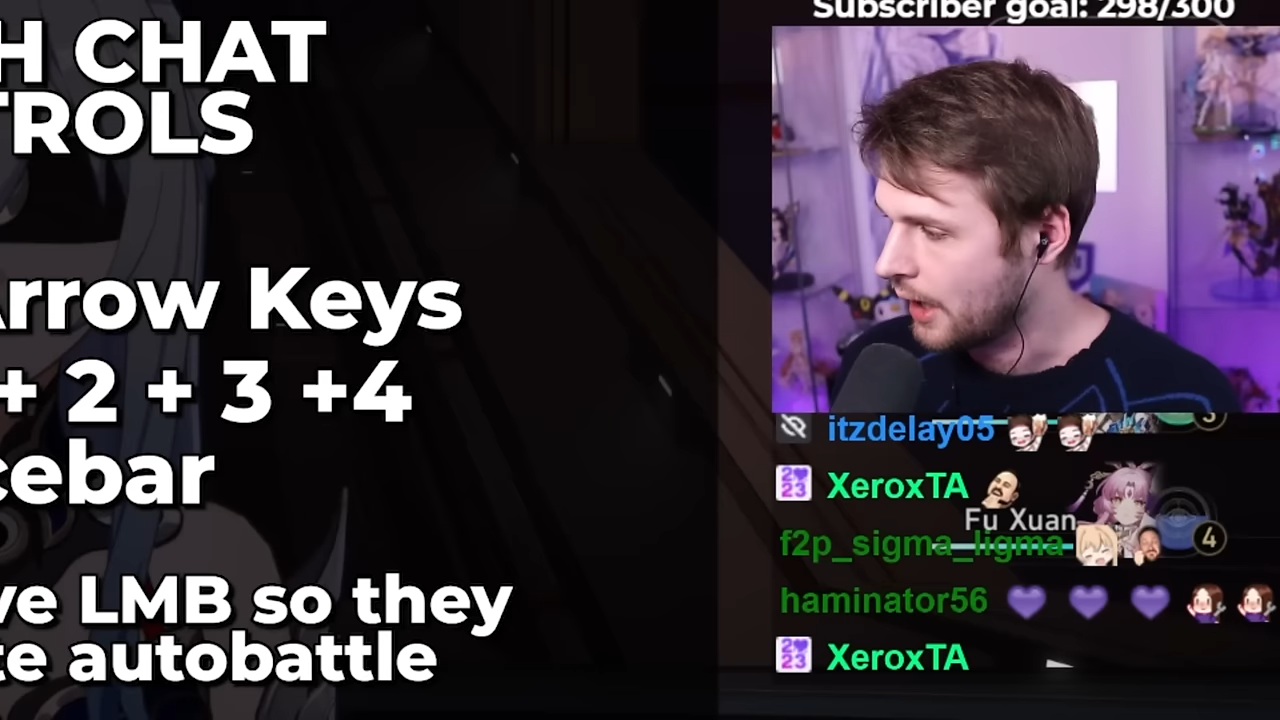 H CHAT
TROLS
Arrow Keys
+ 2 + 3 +4
cebar
ve LMB so they
te autobattle
Subscriber goal: 298/300
itzdelay05
3
XeroxTA
Fu Xuan
f2p_sigma_ligma
4
haminator56
XeroxTA